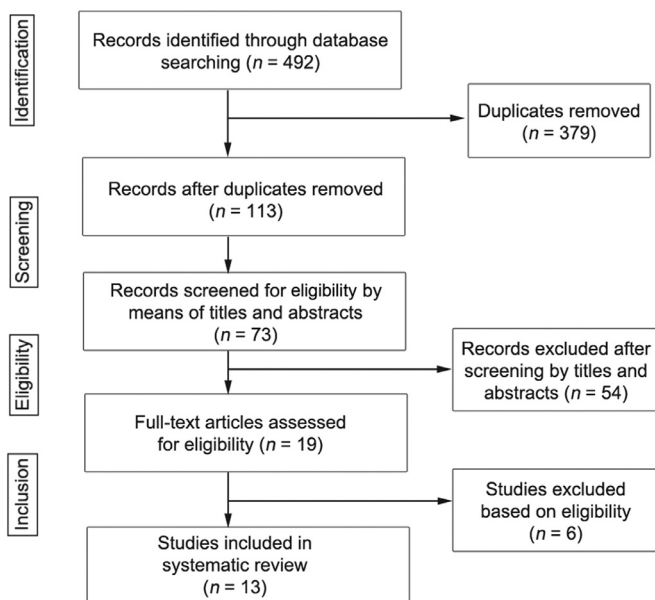 Identification
Records identified through database
searching (n = 492)
Duplicates removed
(n = 379)
Records after duplicates removed
(n = 113)
Screening
Records screened for eligibility by
means of titles and abstracts
(n = 73)
Eligibility
Records excluded after
screening by titles and
abstracts (n = 54)
Full-text articles assessed
for eligibility (n = 19)
Inclusion
Studies excluded
based on eligibility
(n = 6)
Studies included in
systematic review
(n = 13)